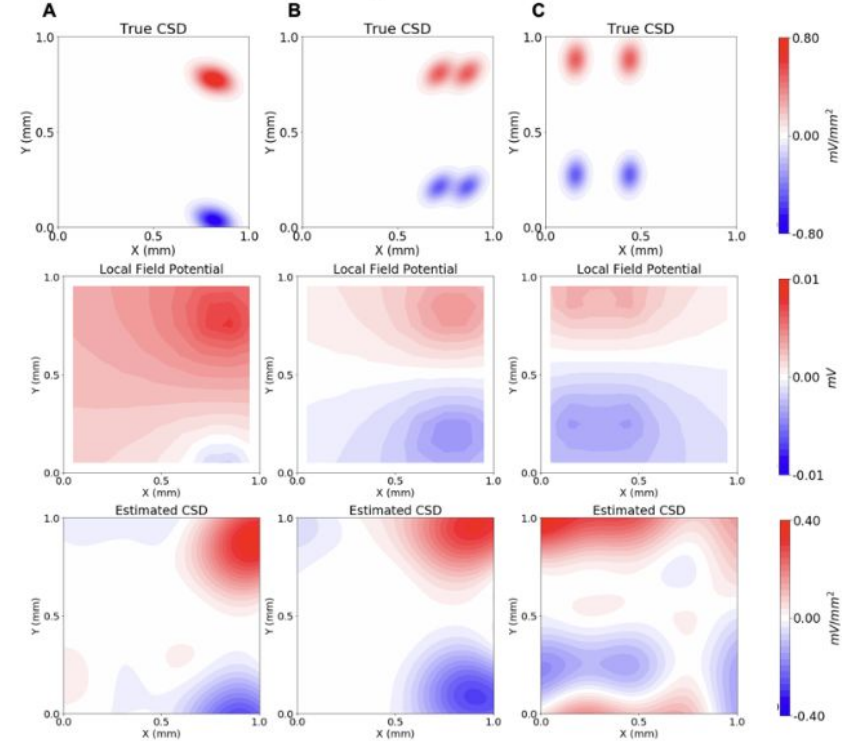 A B C
True CSD True CSD True CSD
1.0 1.0 1.0 0.80
Y (mm) Y (mm) Y (mm)
0.5 0.5 0.5 0.00 mV/mm²
0.0 0.0 0.0 -0.80
0.0 0.5 1.0 0.0 0.5 1.0 0.0 0.5 1.0
X (mm) X (mm) X (mm)
Local Field Potential Local Field Potential Local Field Potential
1.0 1.0 1.0 0.01
Y (mm) Y (mm) Y (mm)
0.5 0.5 0.5 0.00 mV
0.0 0.0 0.0 -0.01
0.0 0.5 1.0 0.0 0.5 1.0 0.0 0.5 1.0
X (mm) X (mm) X (mm)
Estimated CSD Estimated CSD Estimated CSD
1.0 1.0 1.0 0.40
Y (mm) Y (mm) Y (mm)
0.5 0.5 0.5 0.00 mV/mm²
0.0 0.0 0.0 -0.40
0.0 0.5 1.0 0.0 0.5 1.0 0.0 0.5 1.0
X (mm) X (mm) X (mm)